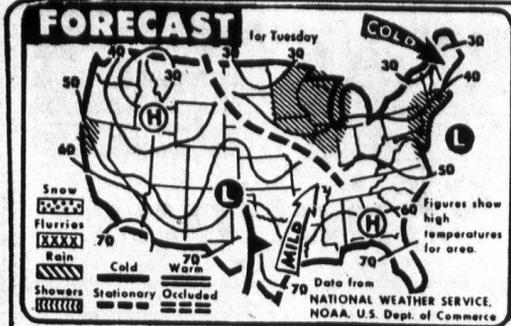 FORECAST
for Tuesday
COLD
40
30
30
30
30
50
30
40
H
L
60
50
L
Snow
Figures show
high
temperatures
for area.
60
H
Flurries
XXXX
70
MILD
70
70
Rain
Cold
Warm
70
Showers
Stationary
Occluded
Data from
NATIONAL WEATHER SERVICE,
NOAA, U.S. Dept. of Commerce